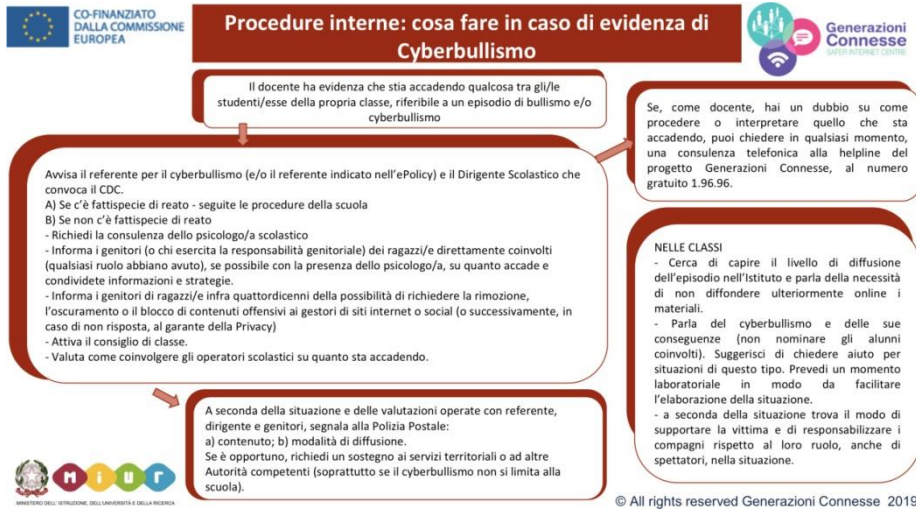 CO-FINANZIATO
DALLA COMMISSIONE
EUROPEA
Procedure interne: cosa fare in caso di evidenza di
Cyberbullismo
Generazioni
Connesse
SAFER INTERNET CENTRE
Il docente ha evidenza che stia accadendo qualcosa tra gli/le
studenti/esse della propria classe, riferibile a un episodio di bullismo e/o
cyberbullismo
Se, come docente, hai un dubbio su come
procedere o interpretare quello che sta
accadendo, puoi chiedere in qualsiasi momento,
una consulenza telefonica alla helpline del
progetto Generazioni Connesse, al numero
gratuito 1.96.96.
Avvisa il referente per il cyberbullismo (e/o il referente indicato nell'ePolicy) e il Dirigente Scolastico che
convoca il CDC.
A) Se c'è fattispecie di reato - seguite le procedure della scuola
B) Se non c'è fattispecie di reato
- Richiedi la consulenza dello psicologo/a scolastico
- Informa i genitori (o chi esercita la responsabilità genitoriale) dei ragazzi/e direttamente coinvolti
(qualsiasi ruolo abbiano avuto), se possibile con la presenza dello psicologo/a, su quanto accade e
condividete informazioni e strategie.
- Informa i genitori di ragazzi/e infra quattordicenni della possibilità di richiedere la rimozione,
l'oscuramento o il blocco di contenuti offensivi ai gestori di siti internet o social (o successivamente, in
caso di non risposta, al garante della Privacy)
- Attiva il consiglio di classe.
- Valuta come coinvolgere gli operatori scolastici su quanto sta accadendo.
NELLE CLASSI
- Cerca di capire il livello di diffusione
dell'episodio nell'Istituto e parla della necessità
di non diffondere ulteriormente online i
materiali.
- Parla del cyberbullismo e delle sue
conseguenze (non nominare gli alunni
coinvolti). Suggerisci di chiedere aiuto per
situazioni di questo tipo. Prevedi un momento
laboratoriale in modo da facilitare
l'elaborazione della situazione.
- a seconda della situazione trova il modo di
supportare la vittima e di responsabilizzare i
compagni rispetto al loro ruolo, anche di
spettatori, nella situazione.
A seconda della situazione e delle valutazioni operate con referente,
dirigente e genitori, segnala alla Polizia Postale:
a) contenuto; b) modalità di diffusione.
Se è opportuno, richiedi un sostegno ai servizi territoriali o ad altre
Autorità competenti (soprattutto se il cyberbullismo non si limita alla
scuola).
miur
MINISTERO DELL'ISTRUZIONE, DELL'UNIVERSITÀ E DELLA RICERCA
© All rights reserved Generazioni Connesse 2019